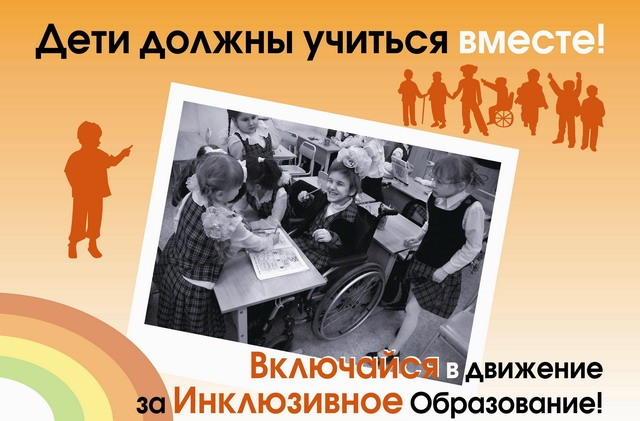 Дети должны учиться вместе!
Включайся в движение
за Инклюзивное Образование!